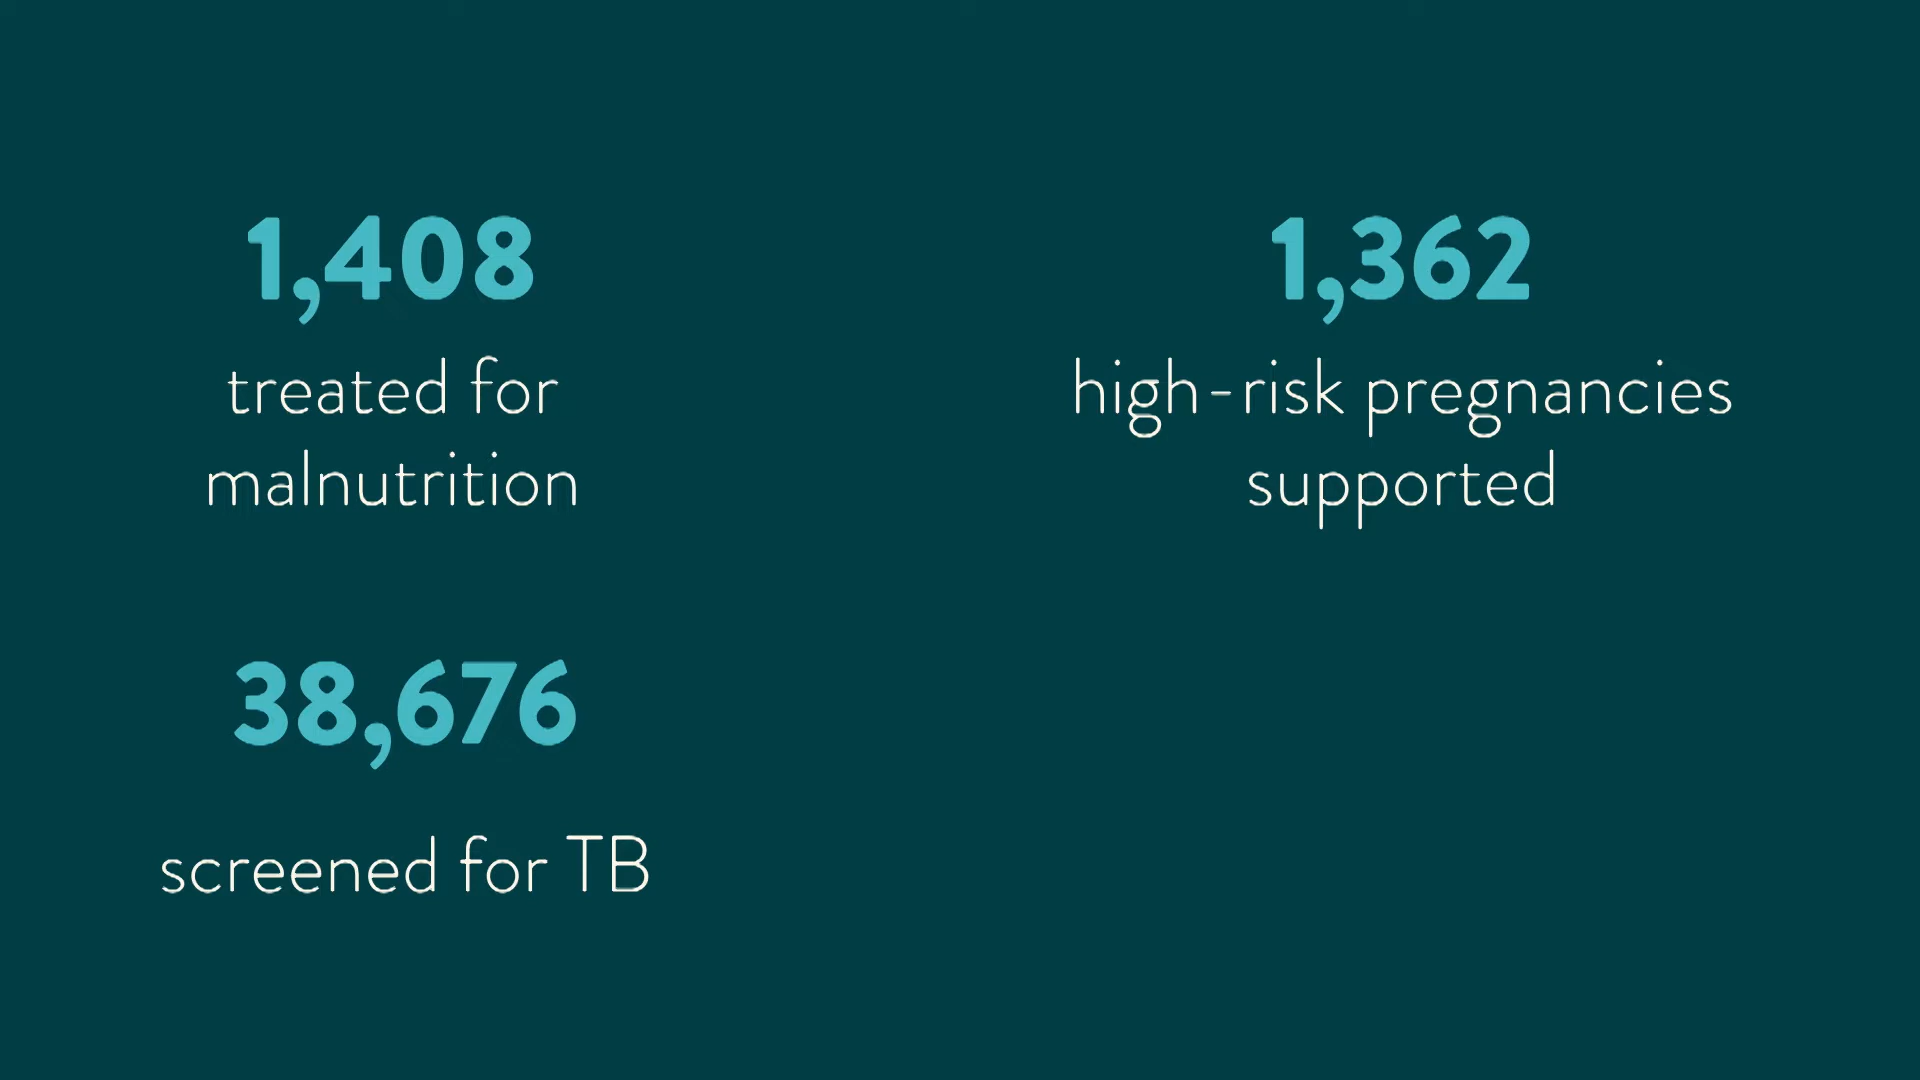 1,408
treated for
malnutrition
1,362
high-risk pregnancies
supported
38,676
screened for TB